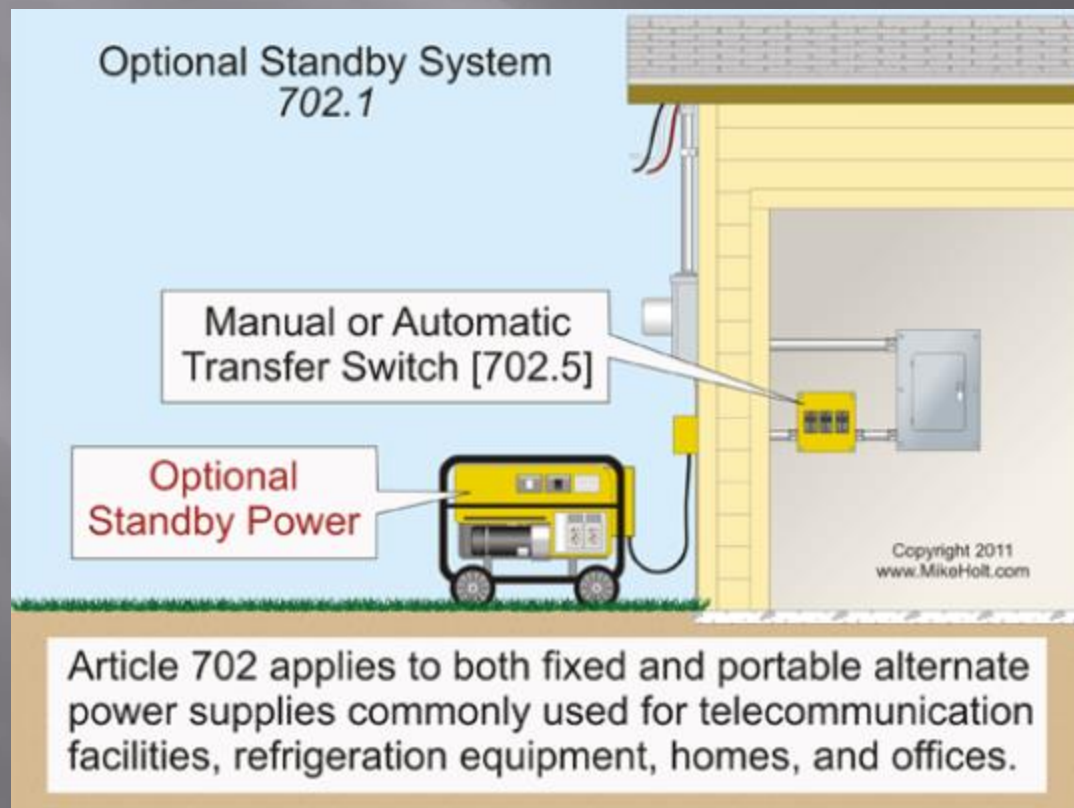 Optional Standby System
702.1
Manual or Automatic
Transfer Switch [702.5]
Optional
Standby Power
Copyright 2011
www.MikeHolt.com
Article 702 applies to both fixed and portable alternate
power supplies commonly used for telecommunication
facilities, refrigeration equipment, homes, and offices.